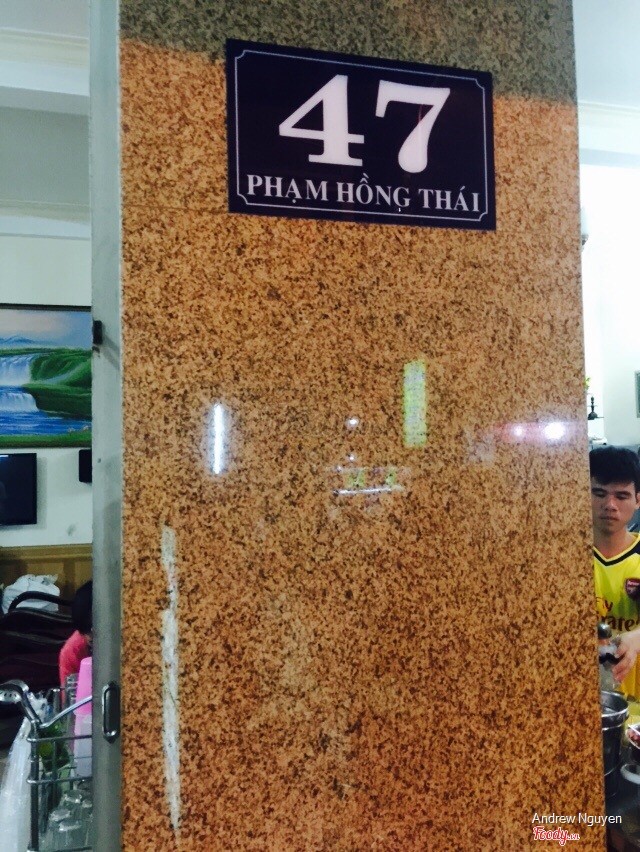 47
PHẠM HỒNG THÁI
Andrew Nguyen
Foody.vn